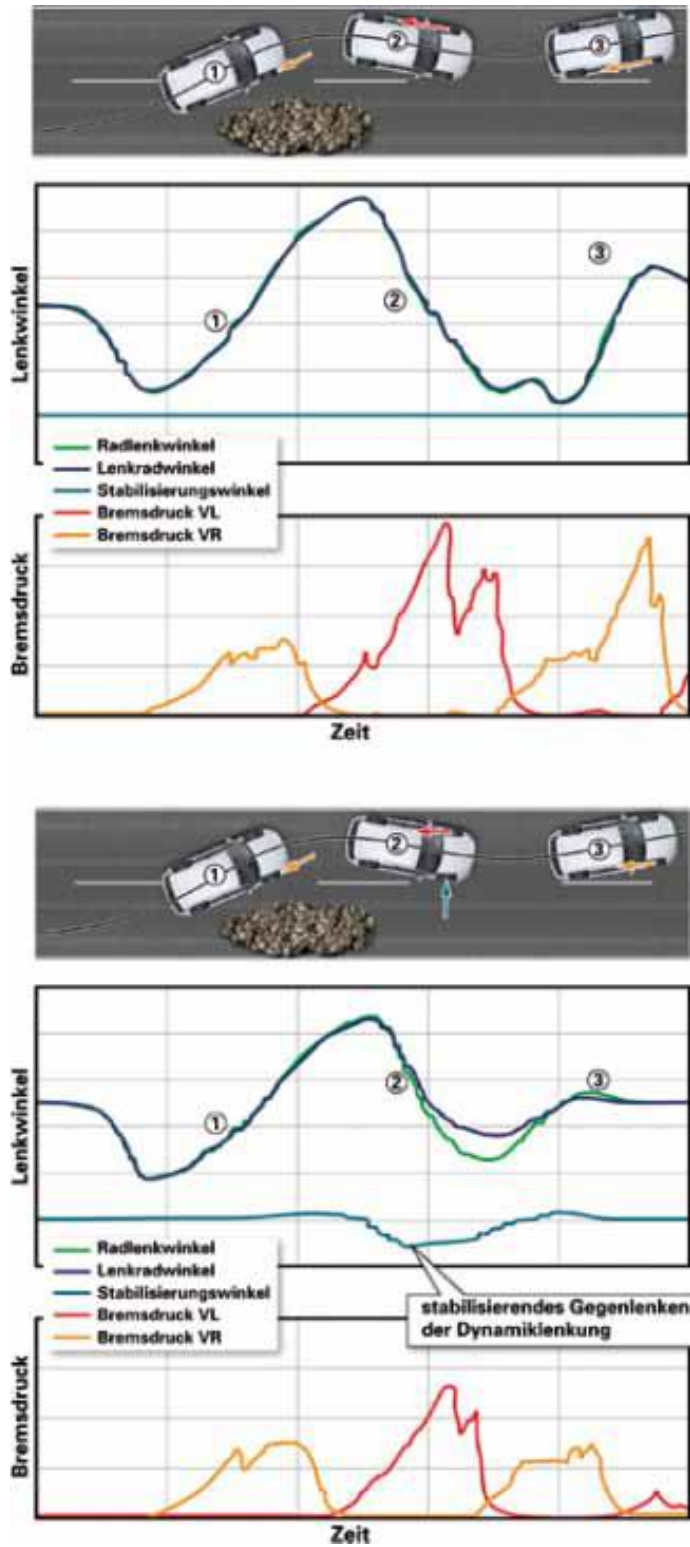 ①
②
③
Lenkwinkel
①
②
③
Radlenkwinkel
Lenkradwinkel
Stabilisierungswinkel
Bremsdruck VL
Bremsdruck VR
Bremsdruck
Zeit
①
②
③
Lenkwinkel
①
②
③
Radlenkwinkel
Lenkradwinkel
Stabilisierungswinkel
Bremsdruck VL
Bremsdruck VR
stabilisierendes Gegenlenken
der Dynamiklenkung
Bremsdruck
Zeit